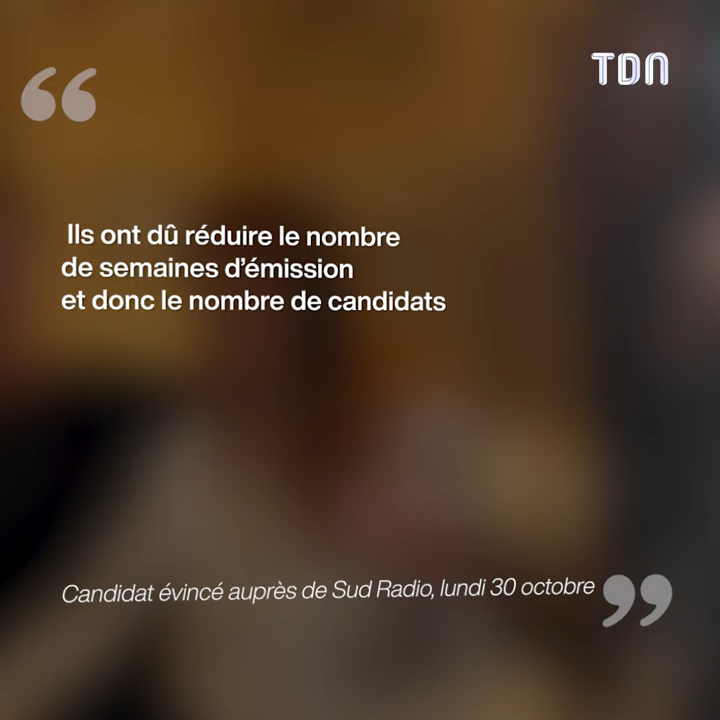 TDN
“
Ils ont dû réduire le nombre
de semaines d’émission
et donc le nombre de candidats
Candidat évincé auprès de Sud Radio, lundi 30 octobre
”